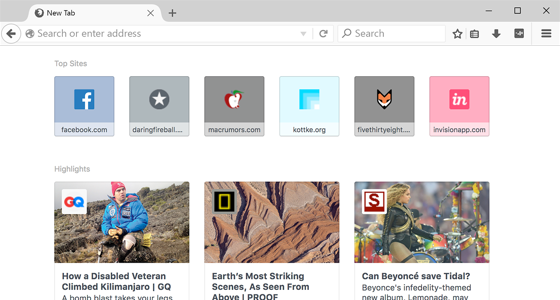 New Tab
Search or enter address
Search
Top Sites
facebook.com
daringfireball....
macrumors.com
kottke.org
fivethirtyeight....
in
invisionapp.com
Highlights
GQ
S
How a Disabled Veteran
Climbed Kilimanjaro | GQ
A bomb blast takes your legs
Earth's Most Striking
Scenes, As Seen From
Above | PROOF
Can Beyoncé save Tidal?
Beyonce's infedelity-themed
new album, Lemonade, may